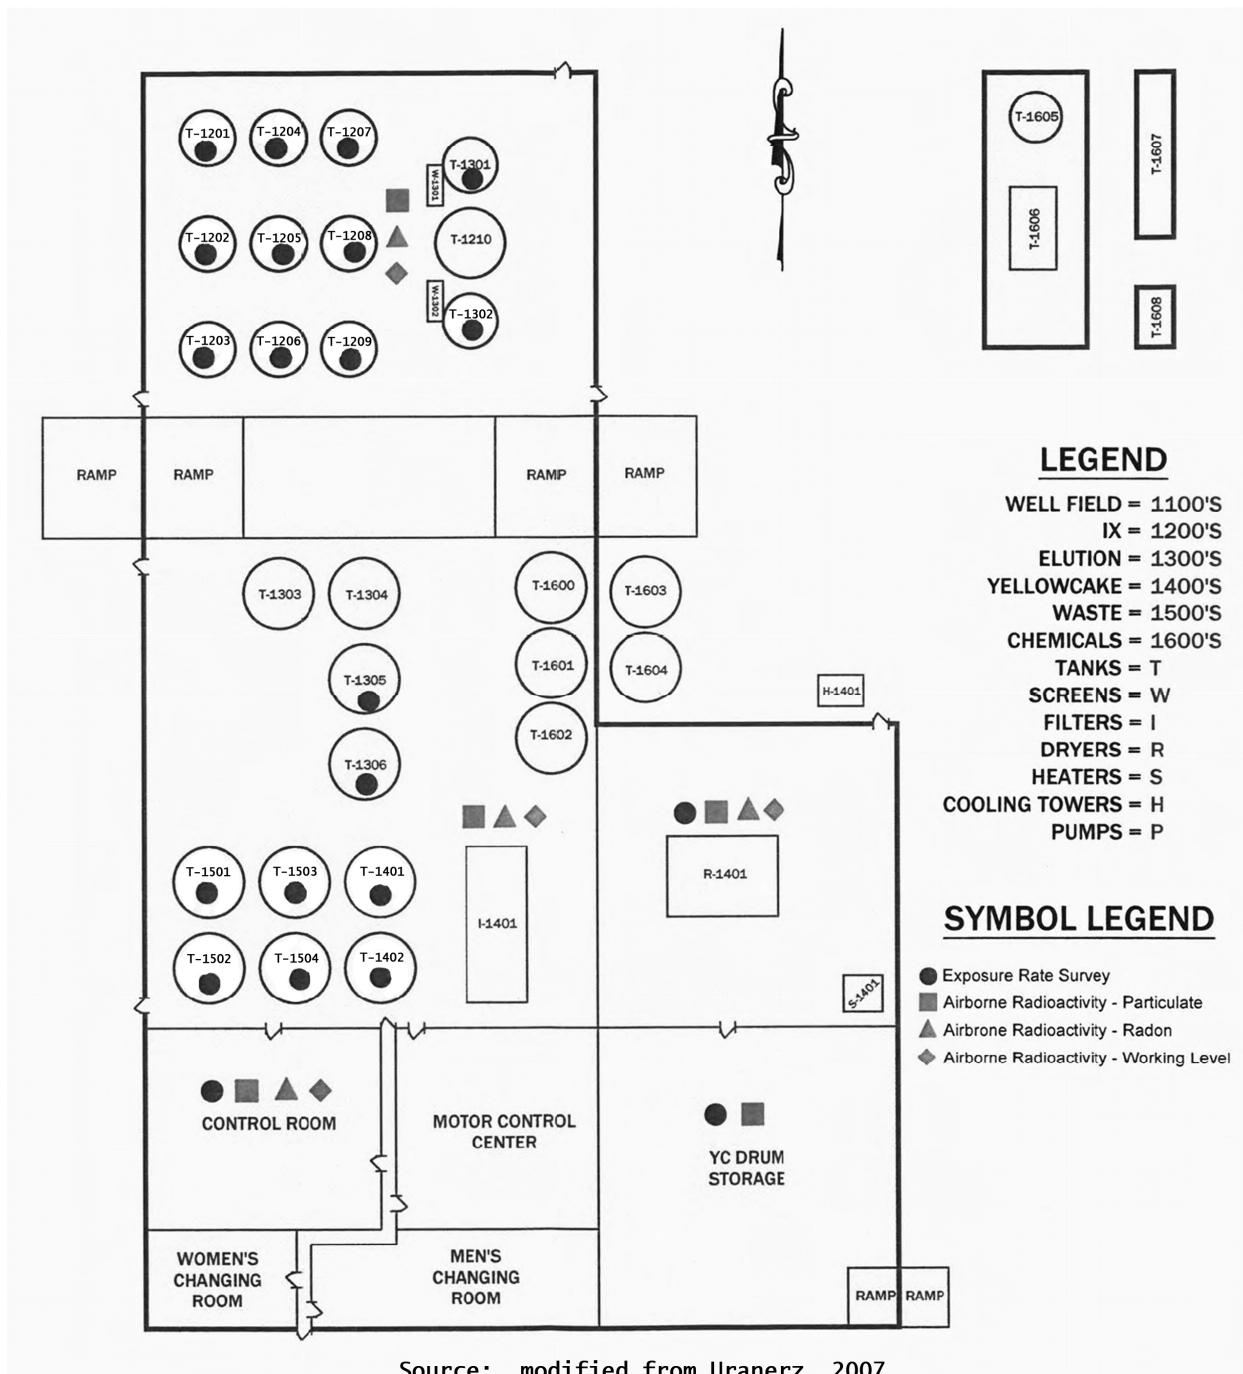 T-1201
T-1204
T-1207
T-1301
W-1301
T-1202
T-1205
T-1208
T-1210
W-1302
T-1302
T-1203
T-1206
T-1209
T-1605
T-1606
T-1607
T-1608
RAMP
RAMP
RAMP
RAMP
T-1303
T-1304
T-1600
T-1603
T-1305
T-1601
T-1604
T-1306
T-1602
H-1401
T-1501
T-1503
T-1401
I-1401
R-1401
T-1502
T-1504
T-1402
S-1401
CONTROL ROOM
MOTOR CONTROL
CENTER
YC DRUM
STORAGE
WOMEN'S
CHANGING
ROOM
MEN'S
CHANGING
ROOM
RAMP
RAMP
LEGEND
WELL FIELD = 1100'S
IX = 1200'S
ELUTION = 1300'S
YELLOWCAKE = 1400'S
WASTE = 1500'S
CHEMICALS = 1600'S
TANKS = T
SCREENS = W
FILTERS = I
DRYERS = R
HEATERS = S
COOLING TOWERS = H
PUMPS = P
SYMBOL LEGEND
Exposure Rate Survey
Airborne Radioactivity - Particulate
Airbrone Radioactivity - Radon
Airborne Radioactivity - Working Level
Source: modified from Uranerz, 2007